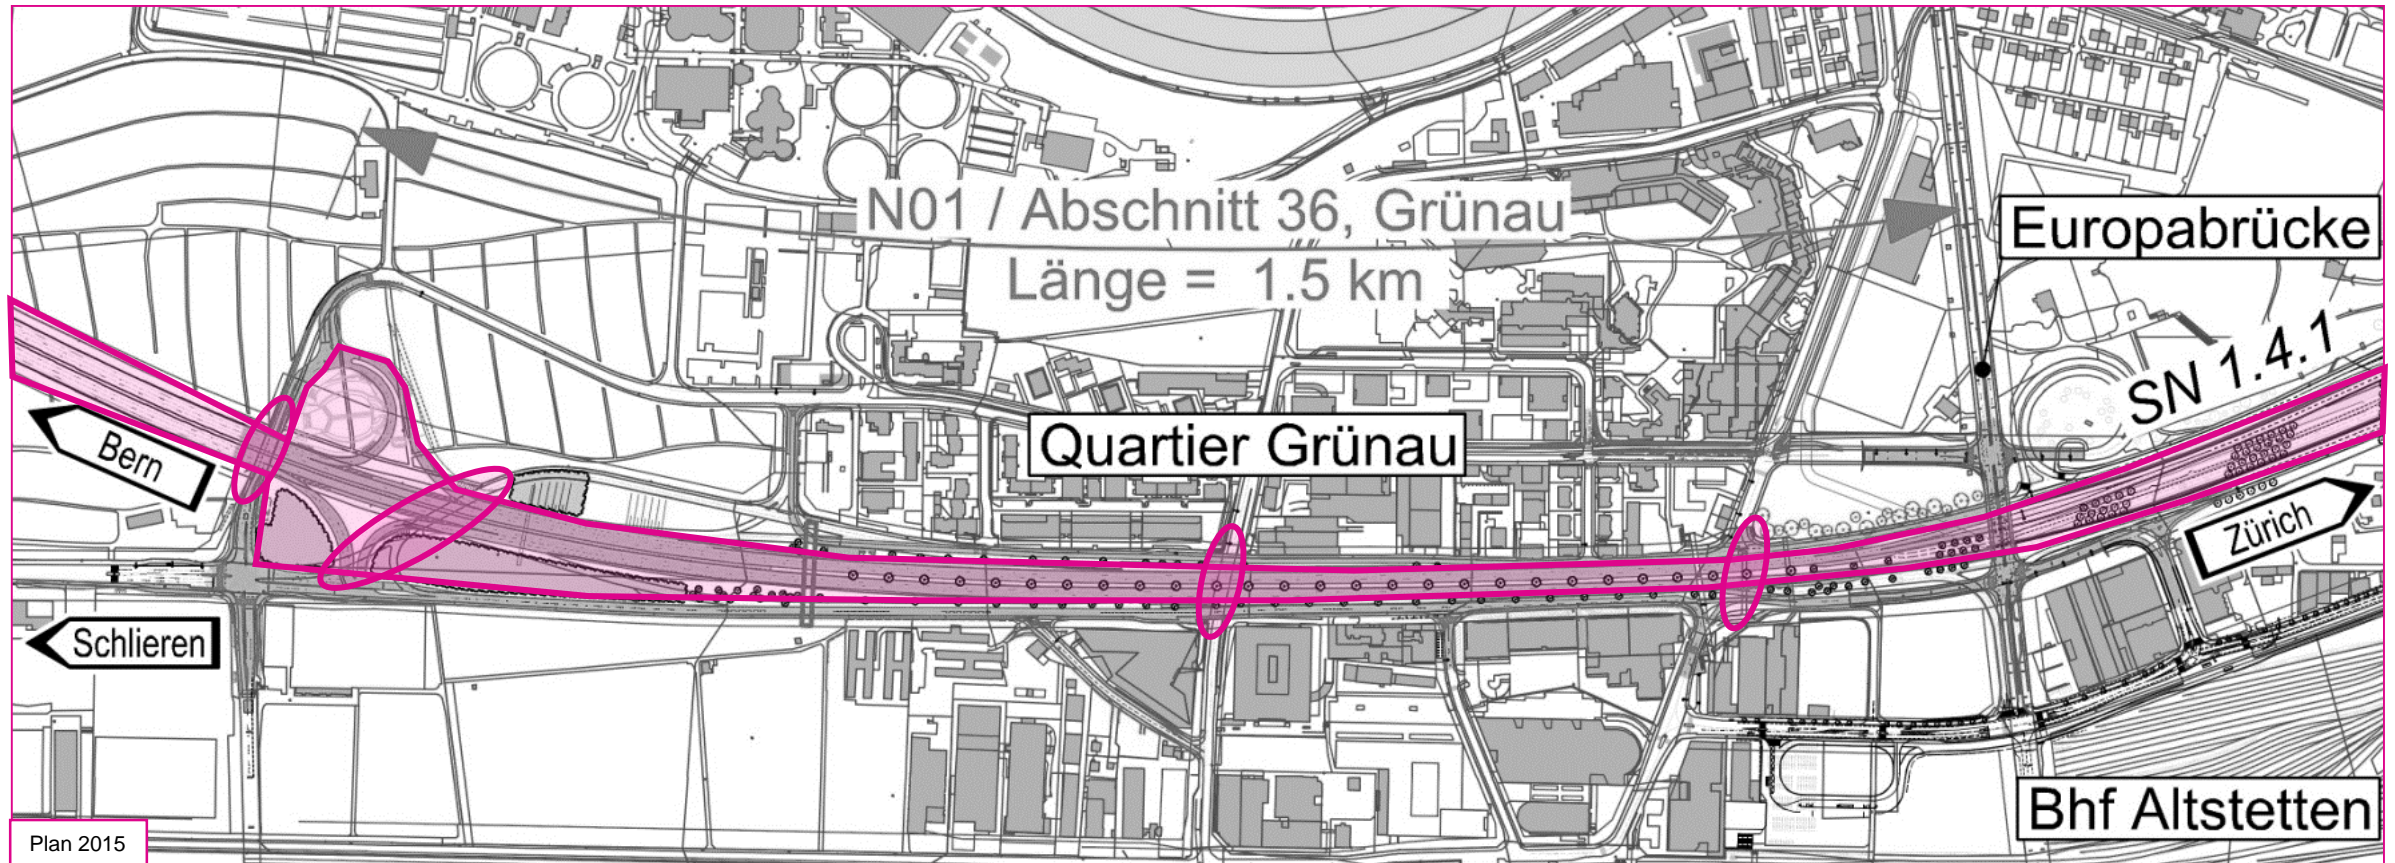 N01 / Abschnitt 36, Grünau
Länge = 1.5 km
Europabrücke
SN 1.4.1
Quartier Grünau
Bern
Zürich
Schlieren
Bhf Altstetten
Plan 2015